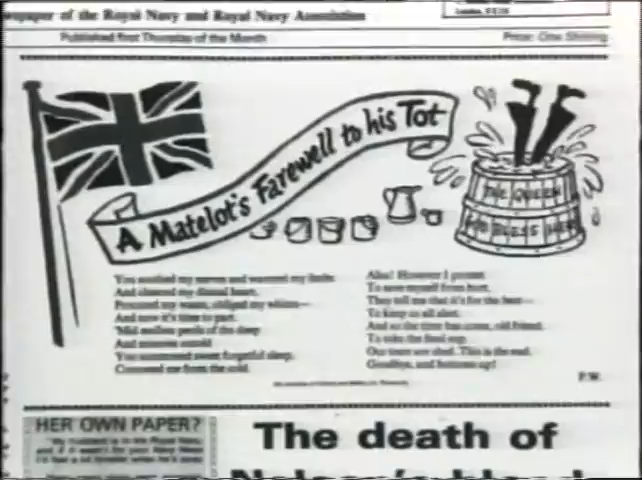 wspaper of the Royal Navy and Royal Navy Association
Published first Thursday of the Month
Price: One Shilling
A Matelot's Farewell to his Tot
THE QUEEN
GOD BLESS HER
You soothed my nerves and warmed my limbs
And cheered my dismal heart,
Procured my wants, obliged my whims—
And now it's time to part.
'Mid endless perils of the deep
And miseries untold
You summoned sweet forgetful sleep,
Cocooned me from the cold.
Alas! However I protest
To save myself from hurt,
They tell me that it's for the best—
To keep us all alert.
And so the time has come, old friend,
To take the final sup,
Our tears are shed. This is the end.
Goodbye, and bottoms up!
P.W.
HER OWN PAPER?
The death of